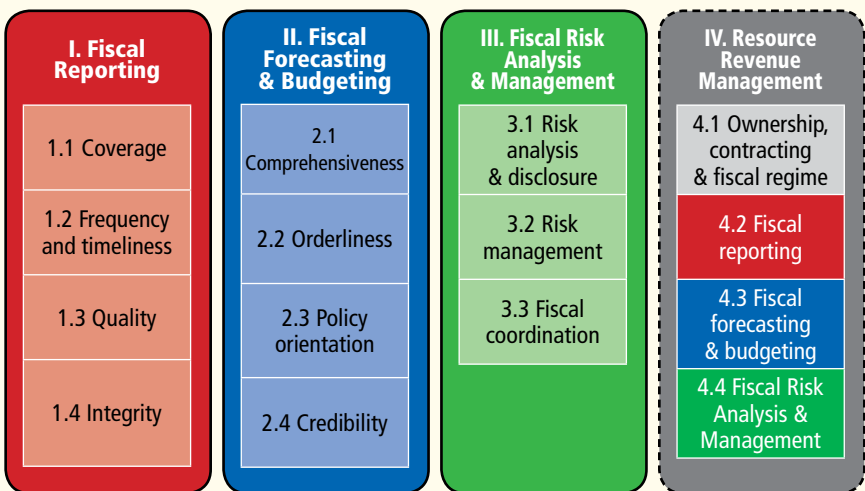 I. Fiscal
Reporting
1.1 Coverage
1.2 Frequency
and timeliness
1.3 Quality
1.4 Integrity
II. Fiscal
Forecasting
& Budgeting
2.1
Comprehensiveness
2.2 Orderliness
2.3 Policy
orientation
2.4 Credibility
III. Fiscal Risk
Analysis
& Management
3.1 Risk
analysis
& disclosure
3.2 Risk
management
3.3 Fiscal
coordination
IV. Resource
Revenue
Management
4.1 Ownership,
contracting
& fiscal regime
4.2 Fiscal
reporting
4.3 Fiscal
forecasting
& budgeting
4.4 Fiscal Risk
Analysis &
Management